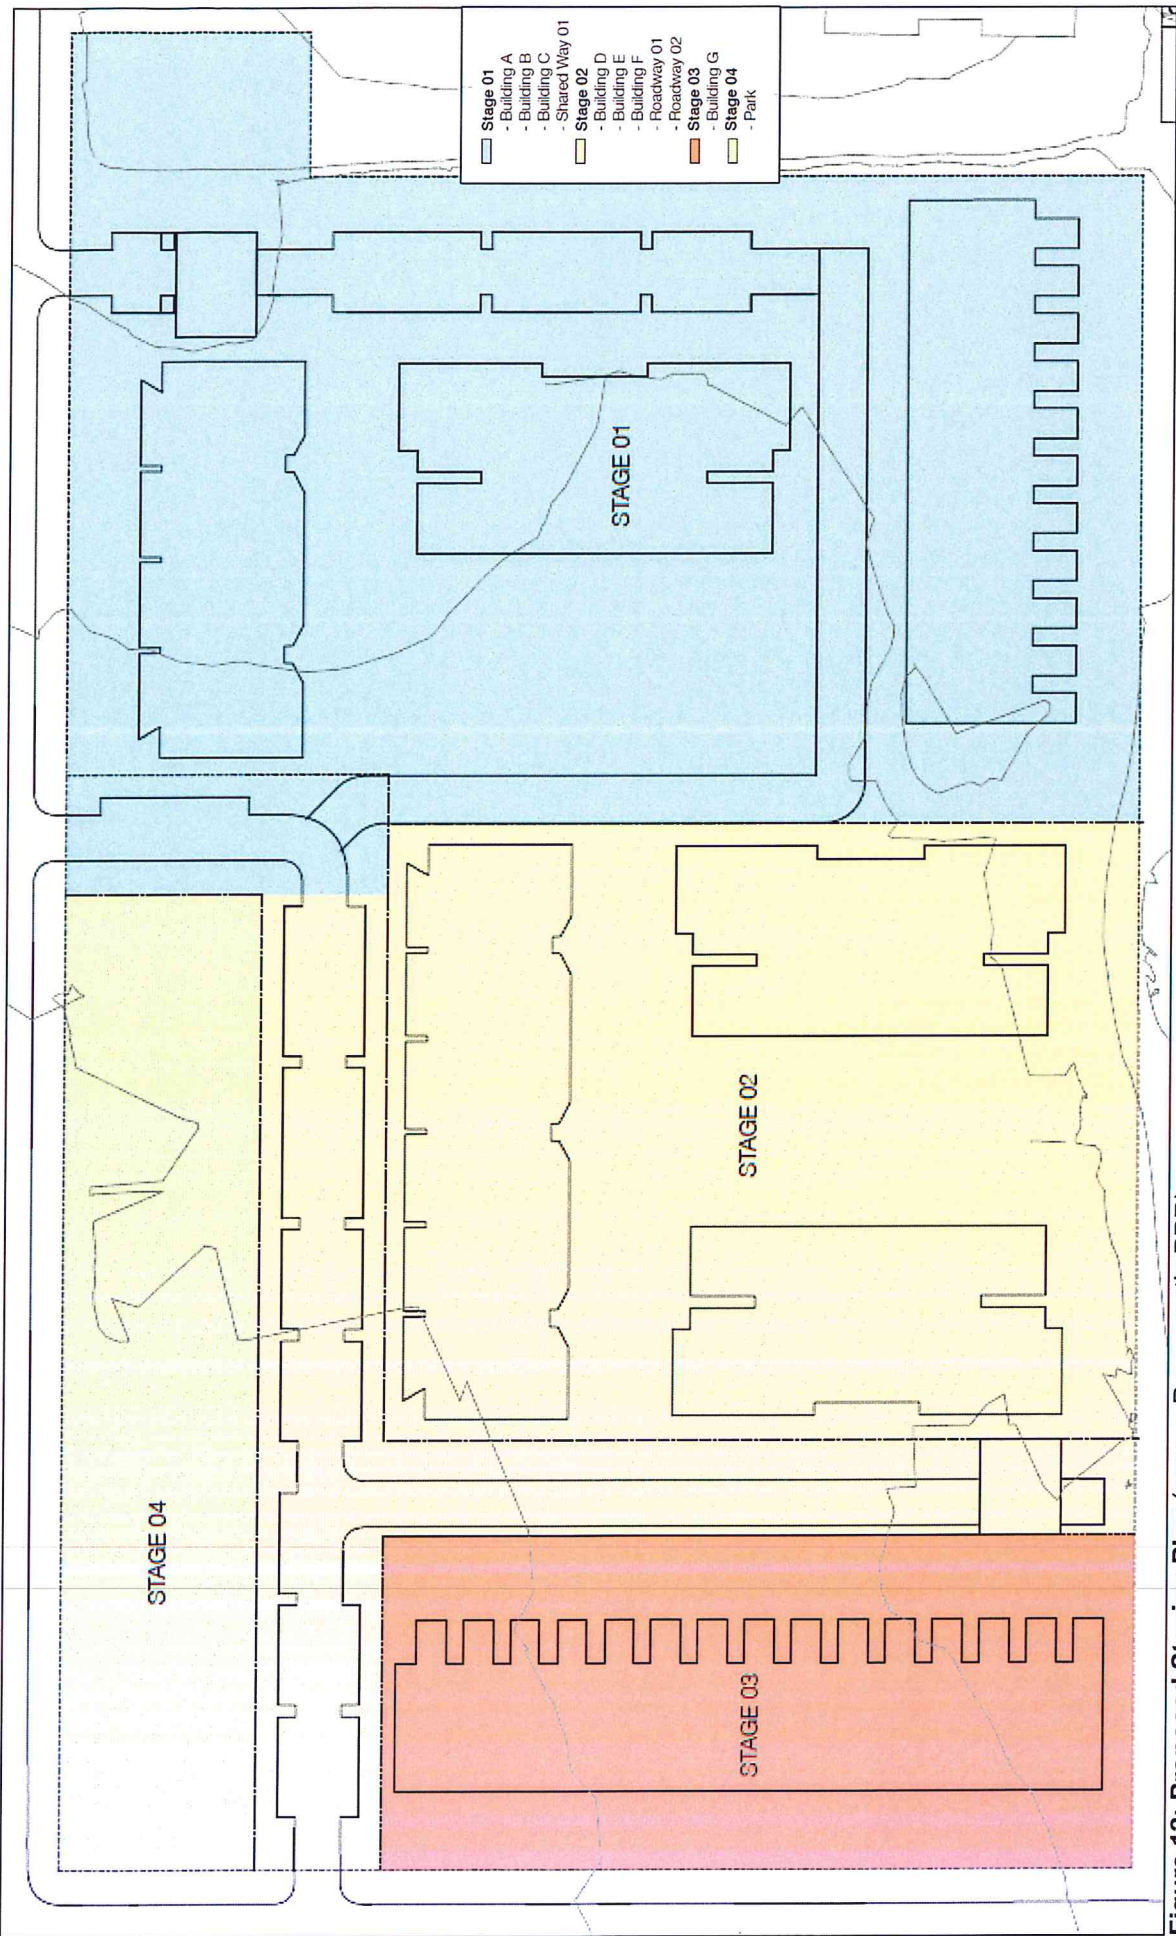 Stage 01
- Building A
- Building B
- Building C
- Shared Way 01
Stage 02
- Building D
- Building E
- Building F
- Roadway 01
- Roadway 02
Stage 03
- Building G
Stage 04
- Park
STAGE 01
STAGE 02
STAGE 03
STAGE 04